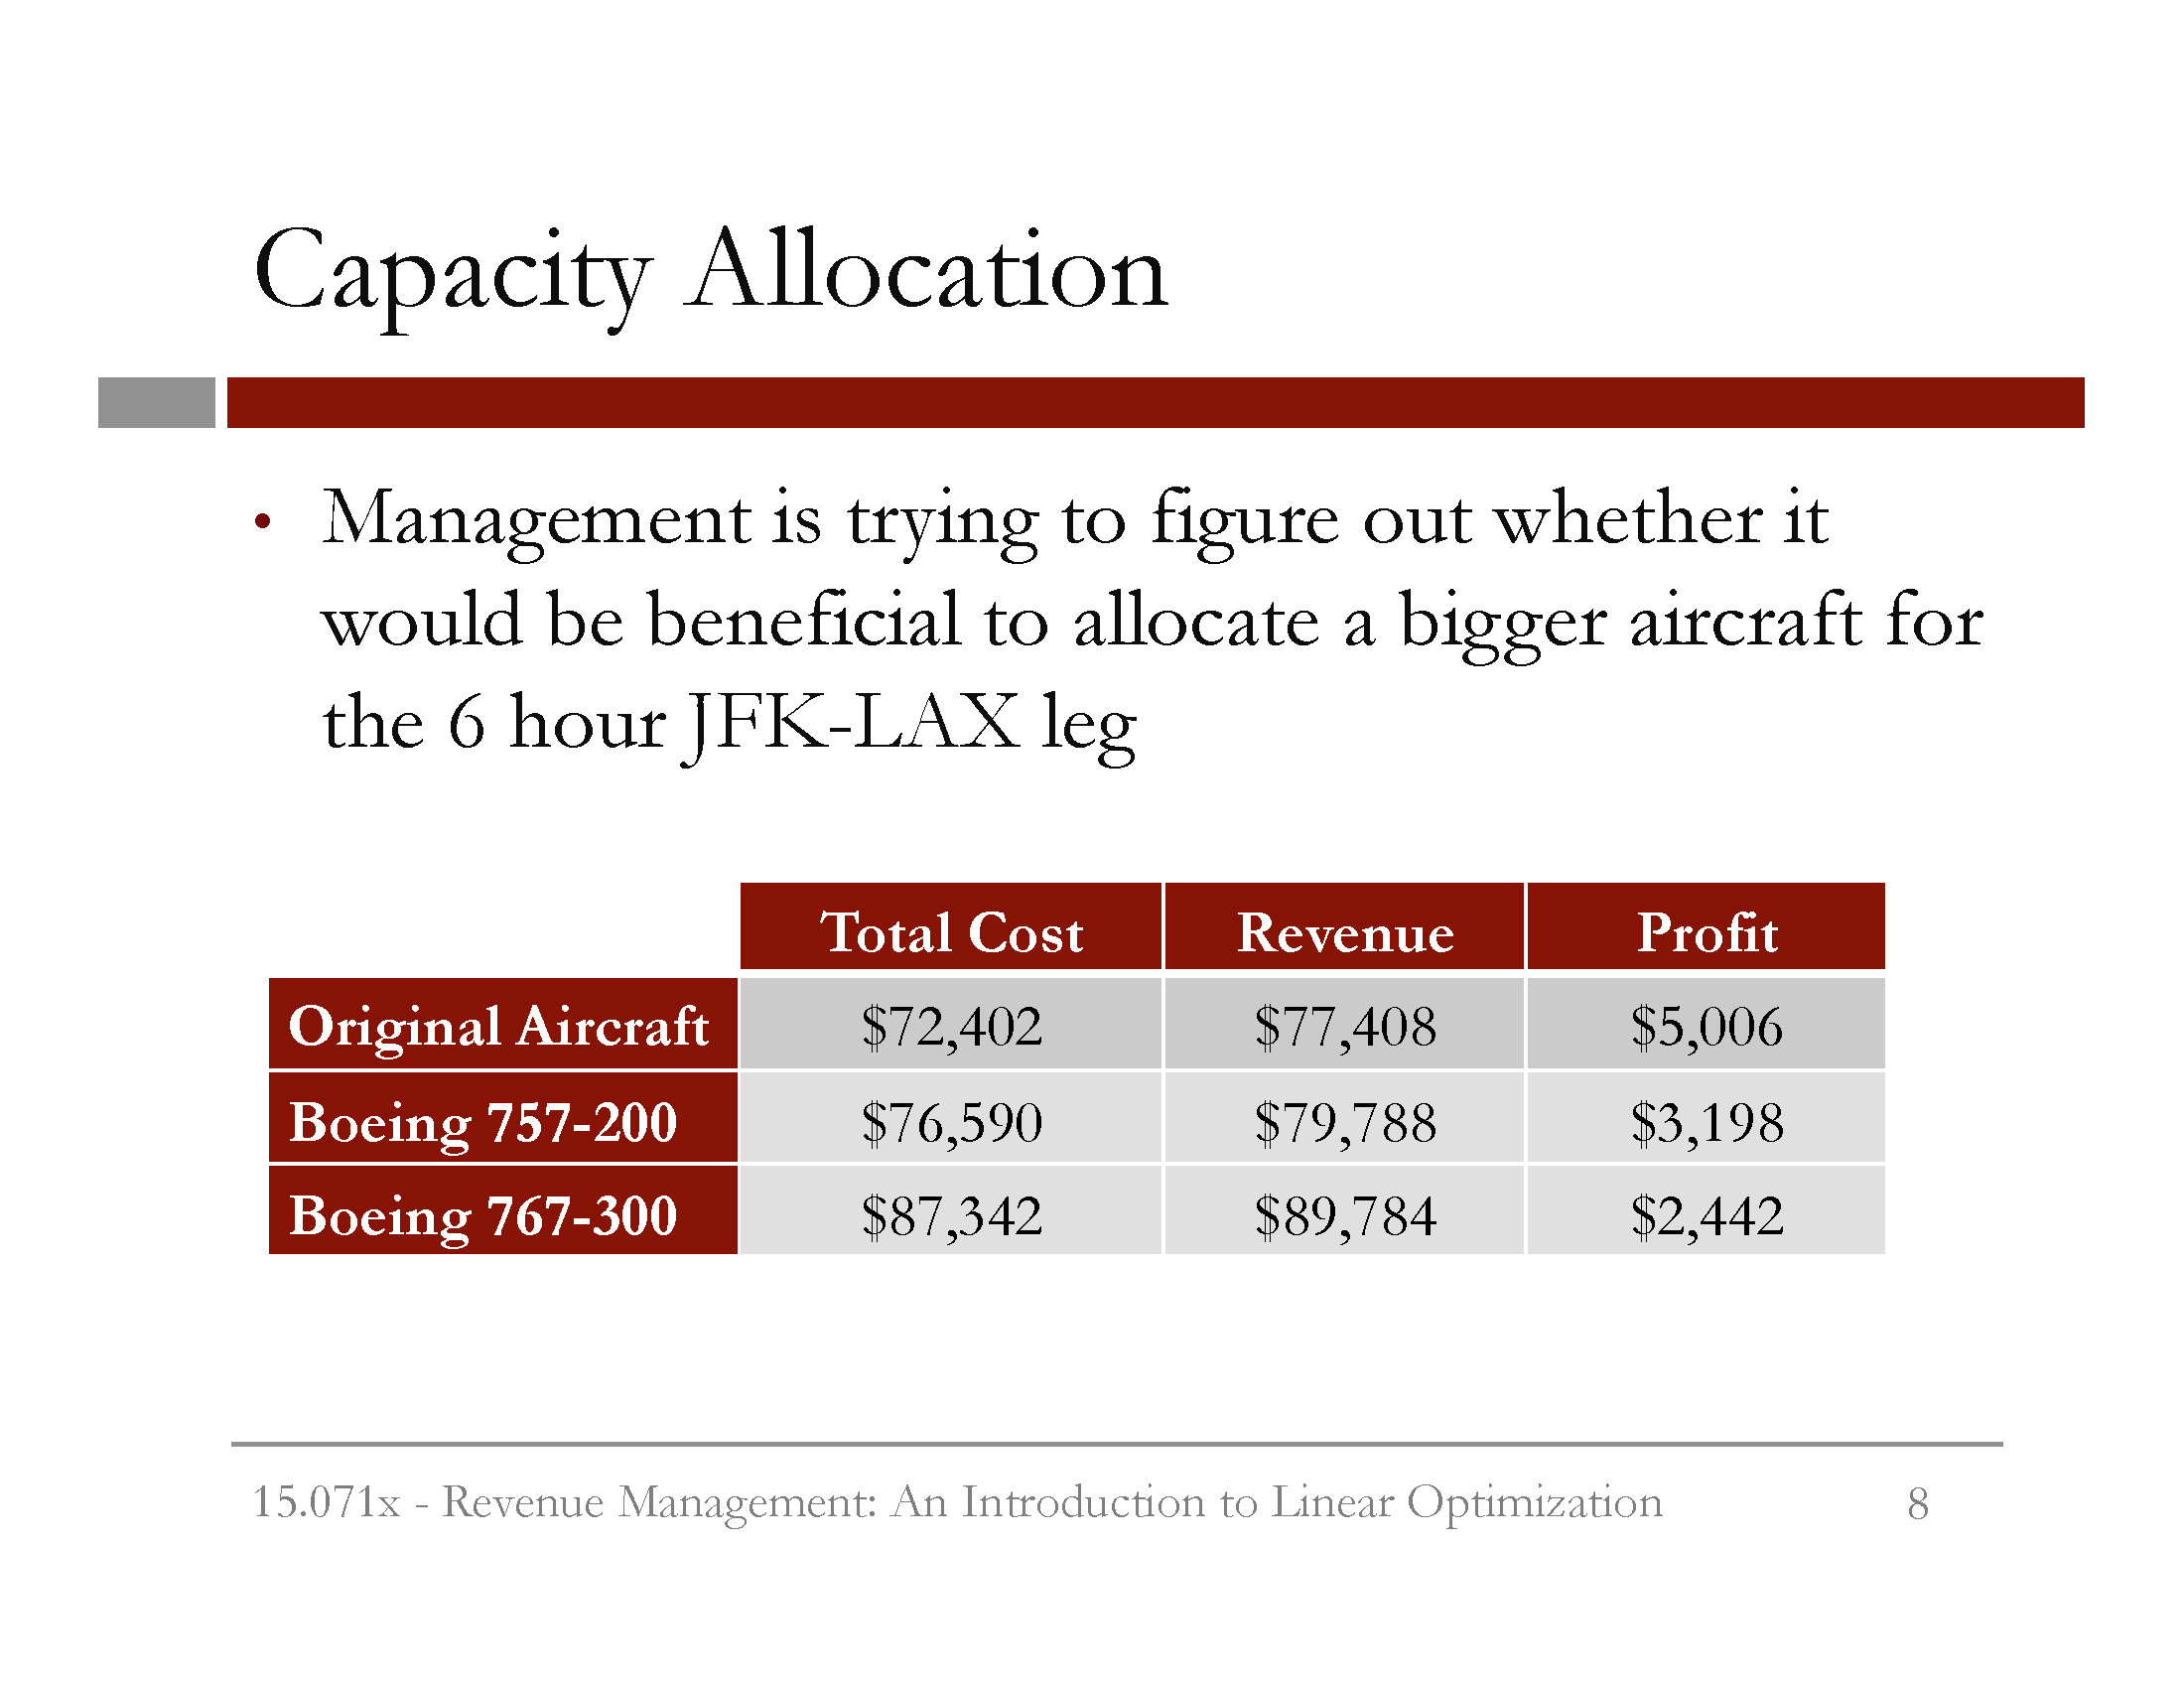 Capacity Allocation
• Management is trying to figure out whether it
would be beneficial to allocate a bigger aircraft for
the 6 hour JFK-LAX leg
Total Cost Revenue Profit
Original Aircraft $72,402 $77,408 $5,006
Boeing 757-200 $76,590 $79,788 $3,198
Boeing 767-300 $87,342 $89,784 $2,442
15.071x - Revenue Management: An Introduction to Linear Optimization 8